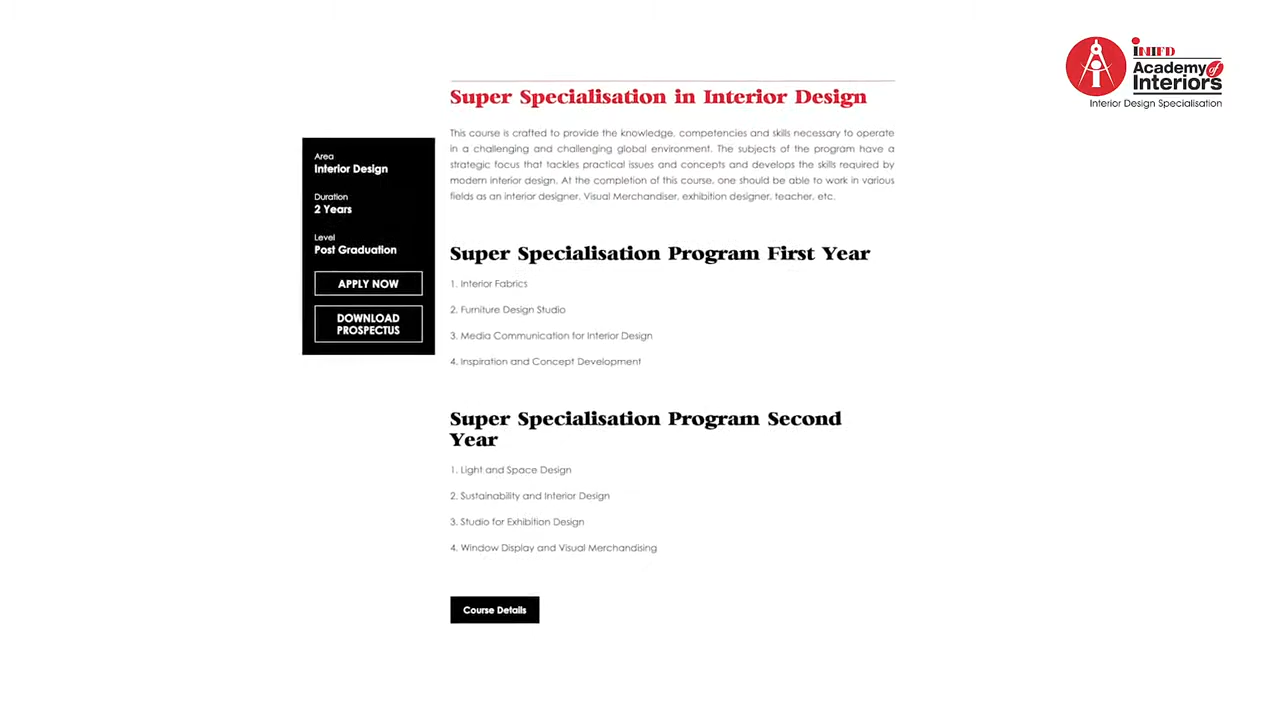 INIFD
Academy of
Interiors
Interior Design Specialisation
Super Specialisation in Interior Design
This course is crafted to provide the knowledge, competencies and skills necessary to operate
in a challenging and challenging global environment. The subjects of the program have a
strategic focus that tackles practical issues and concepts and develops the skills required by
modern interior design. At the completion of this course, one should be able to work in various
fields as an interior designer, Visual Merchandiser, exhibition designer, teacher, etc.
Area
Interior Design
Duration
2 Years
Level
Post Graduation
APPLY NOW
DOWNLOAD
PROSPECTUS
Super Specialisation Program First Year
1. Interior Fabrics
2. Furniture Design Studio
3. Media Communication for Interior Design
4. Inspiration and Concept Development
Super Specialisation Program Second
Year
1. Light and Space Design
2. Sustainability and Interior Design
3. Studio for Exhibition Design
4. Window Display and Visual Merchandising
Course Details